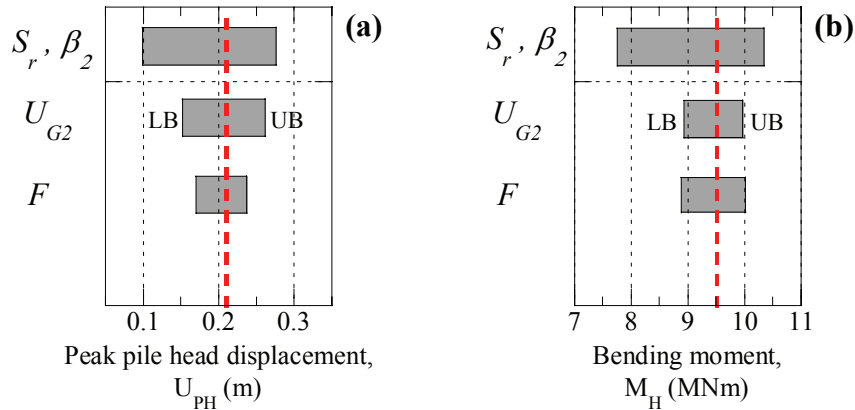 (a)
S_r , β_2
U_G2
LB
UB
F
0.1 0.2 0.3
Peak pile head displacement,
U_PH (m)
(b)
S_r , β_2
U_G2
LB
UB
F
7 8 9 10 11
Bending moment,
M_H (MNm)